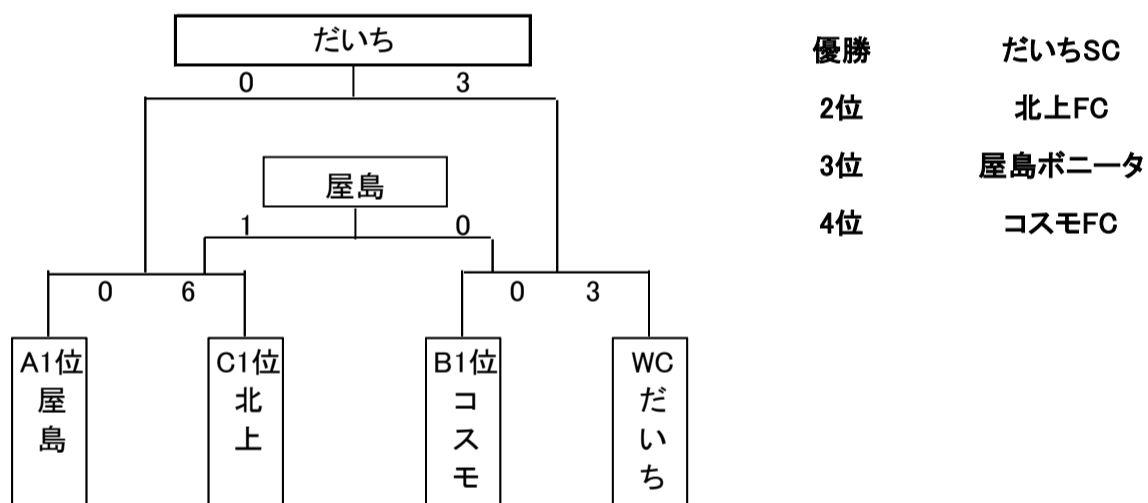 だいち
0 3
屋島
1 0
0 6
0 3
A1位
屋島
C1位
北上
B1位
コスモ
WC
だいち
優勝 だいちSC
2位 北上FC
3位 屋島ボニータ
4位 コスモFC